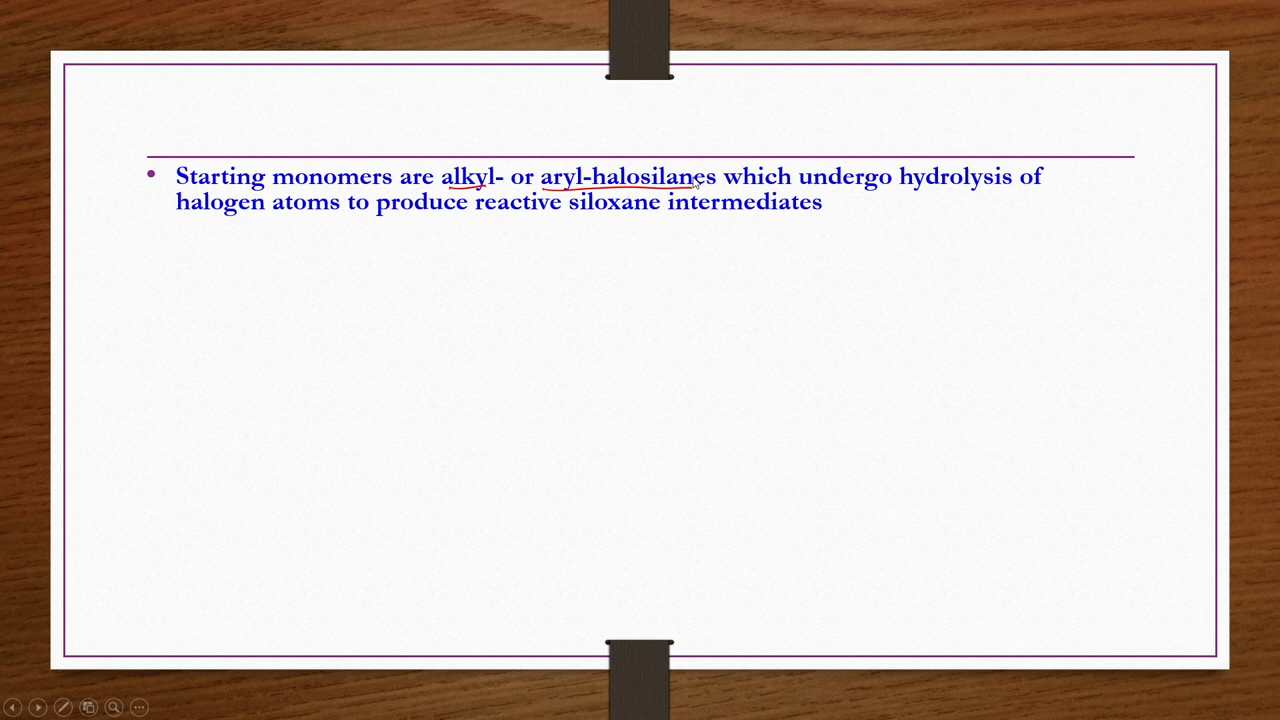 • Starting monomers are alkyl- or aryl-halosilanes which undergo hydrolysis of
halogen atoms to produce reactive siloxane intermediates